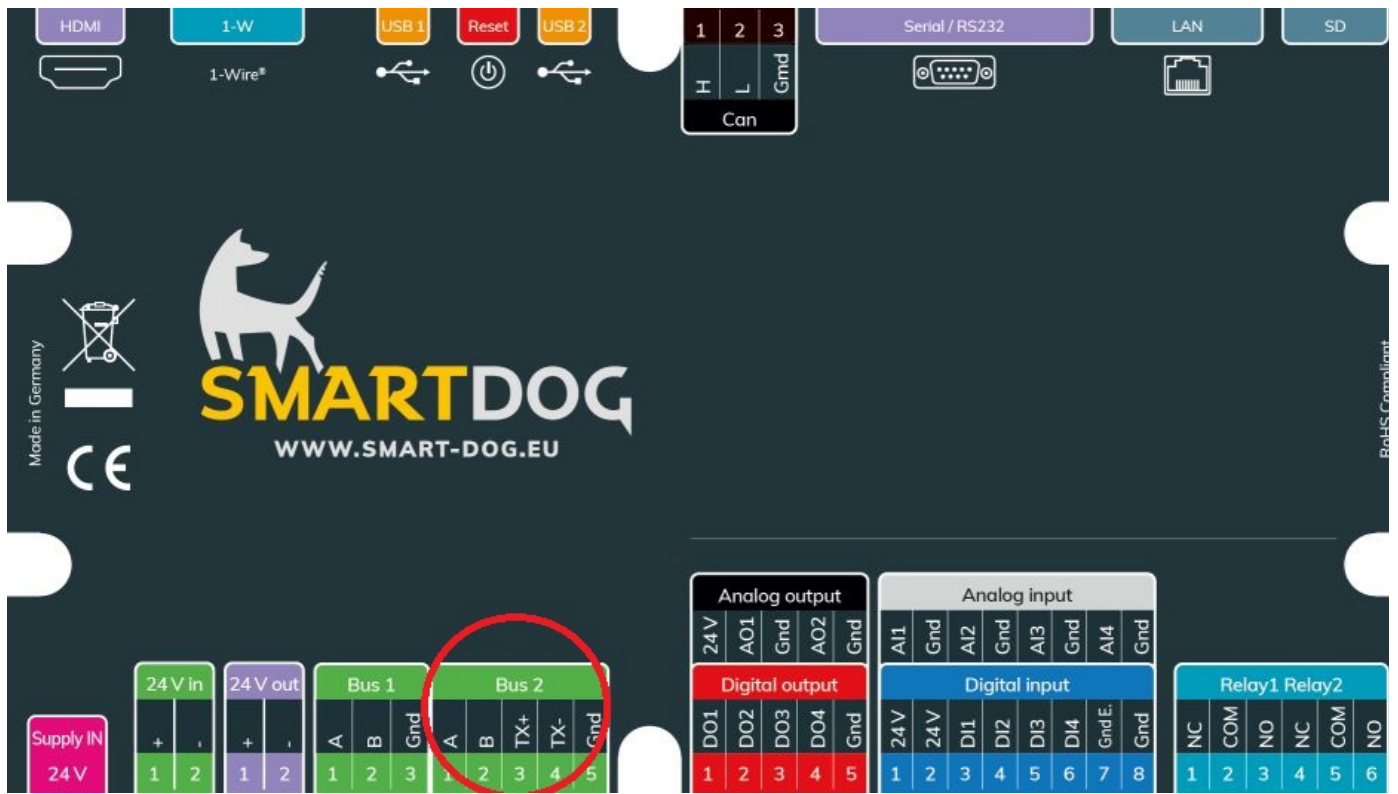 HDMI
1-W
USB 1
Reset
USB 2
1 2 3
Serial / RS232
LAN
SD
1-Wire®
H L Gmd
Can
Made in Germany
CE
SMARTDOG
WWW.SMART-DOG.EU
RoHS Compliant
Analog output
24 V AO1 Gnd AO2 Gnd
Analog input
AI1 Gnd AI2 Gnd AI3 Gnd AI4 Gnd
Supply IN
24 V
24 V in
+ -
1 2
24 V out
+ -
1 2
Bus 1
A B Gnd
1 2 3
Bus 2
A B TX+ TX- Gnd
1 2 3 4 5
Digital output
DO1 DO2 DO3 DO4 Gnd
1 2 3 4 5
Digital input
24 V 24 V DI1 DI2 DI3 DI4 Gnd E. Gnd
1 2 3 4 5 6 7 8
Relay1 Relay2
NC COM NO NC COM NO
1 2 3 4 5 6